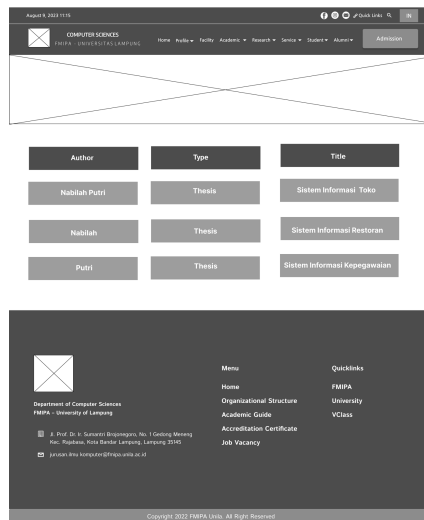 August 9, 2023 11:15
Quick Links
IN
COMPUTER SCIENCES
FMIPA - UNIVERSITAS LAMPUNG
Home Profile Facility Academic Research Service Student Alumni Admission
Author Type Title
Nabilah Putri Thesis Sistem Informasi Toko
Nabilah Thesis Sistem Informasi Restoran
Putri Thesis Sistem Informasi Kepegawaian
Department of Computer Sciences
FMIPA – University of Lampung
Jl. Prof. Dr. Ir. Sumantri Brojonegoro, No. 1 Gedong Meneng
Kec. Rajabasa, Kota Bandar Lampung, Lampung 35145
jurusan.ilmu.komputer@fmipa.unila.ac.id
Menu
Home
Organizational Structure
Academic Guide
Accreditation Certificate
Job Vacancy
Quicklinks
FMIPA
University
VClass
Copyright 2022 FMIPA Unila. All Right Reserved